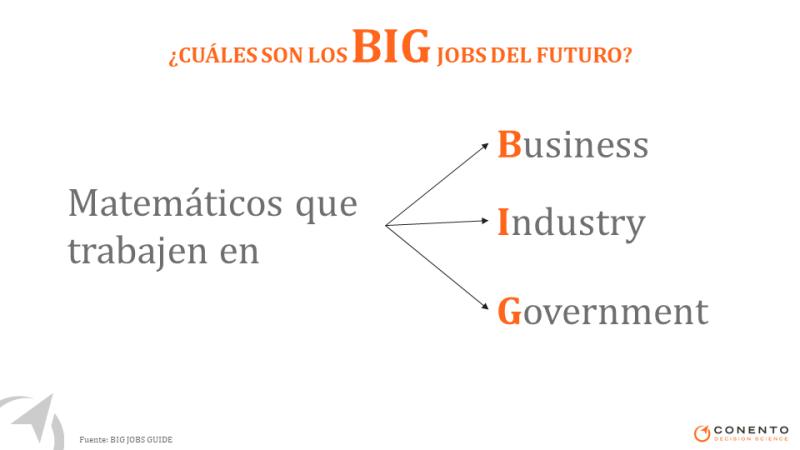 ¿CUÁLES SON LOS BIG JOBS DEL FUTURO?
Matemáticos que
trabajen en
Business
Industry
Government
Fuente: BIG JOBS GUIDE
CONENTO
DECISION SCIENCE